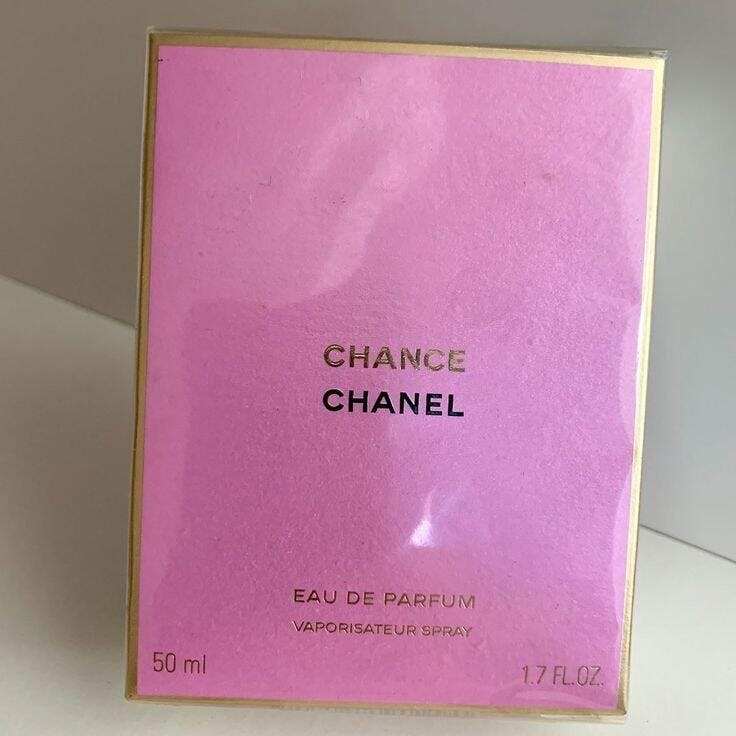 CHANCE
CHANEL
EAU DE PARFUM
VAPORISATEUR SPRAY
50 ml
1.7 FL.OZ.